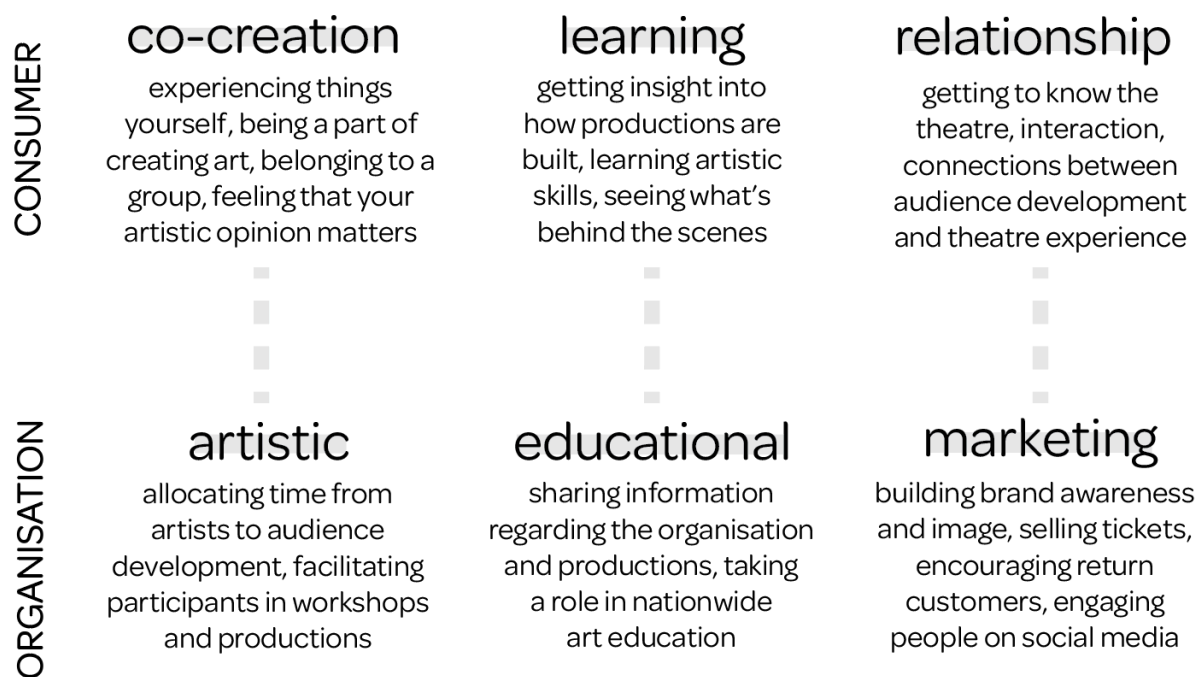 CONSUMER
co-creation
experiencing things
yourself, being a part of
creating art, belonging to a
group, feeling that your
artistic opinion matters
learning
getting insight into
how productions are
built, learning artistic
skills, seeing what's
behind the scenes
relationship
getting to know the
theatre, interaction,
connections between
audience development
and theatre experience
ORGANISATION
artistic
allocating time from
artists to audience
development, facilitating
participants in workshops
and productions
educational
sharing information
regarding the organisation
and productions, taking
a role in nationwide
art education
marketing
building brand awareness
and image, selling tickets,
encouraging return
customers, engaging
people on social media